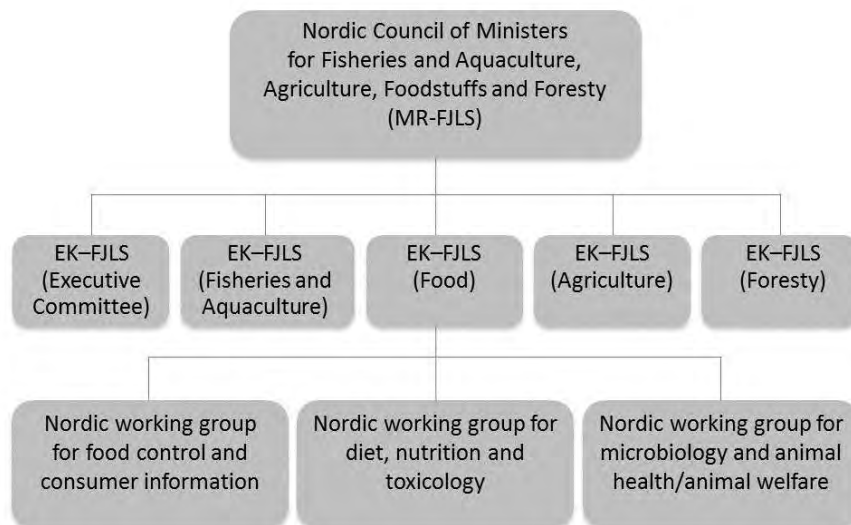 Nordic Council of Ministers
for Fisheries and Aquaculture,
Agriculture, Foodstuffs and Foresty
(MR-FJLS)
EK–FJLS
(Executive
Committee)
EK–FJLS
(Fisheries and
Aquaculture)
EK–FJLS
(Food)
EK–FJLS
(Agriculture)
EK–FJLS
(Foresty)
Nordic working group
for food control and
consumer information
Nordic working group for
diet, nutrition and
toxicology
Nordic working group for
microbiology and animal
health/animal welfare